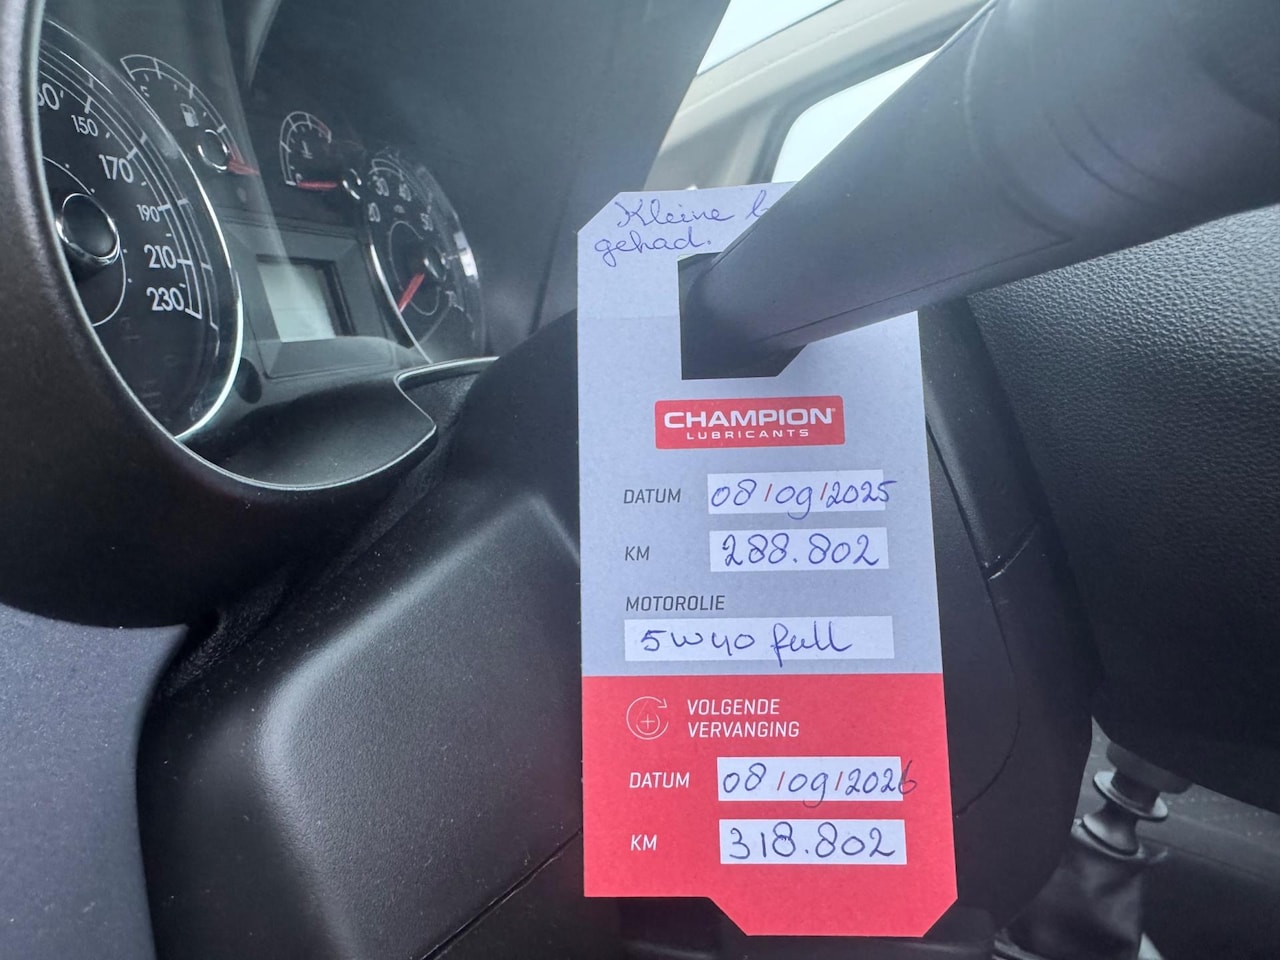 150
170
190
210
230
30
Kleine
gehad.
CHAMPION
LUBRICANTS
DATUM 08/09/2025
KM 288.802
MOTOROLIE
5W40 full
VOLGENDE
VERVANGING
DATUM 08/09/2026
KM 318.802